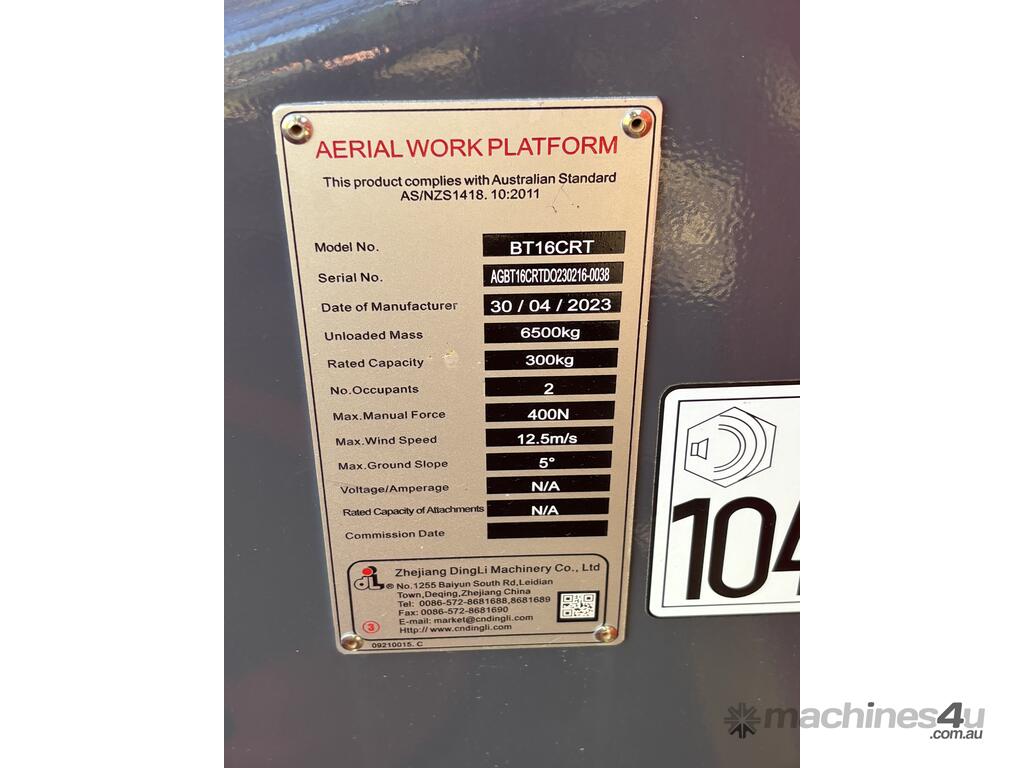 AERIAL WORK PLATFORM
This product complies with Australian Standard
AS/NZS1418. 10:2011
Model No. BT16CRT
Serial No. AGBT16CRTDO230216-0038
Date of Manufacturer 30 / 04 / 2023
Unloaded Mass 6500kg
Rated Capacity 300kg
No.Occupants 2
Max.Manual Force 400N
Max.Wind Speed 12.5m/s
Max.Ground Slope 5°
Voltage/Amperage N/A
Rated Capacity of Attachments N/A
Commission Date
Zhejiang DingLi Machinery Co., Ltd
® No.1255 Baiyun South Rd,Leidian
Town,Deqing,Zhejiang China
Tel: 0086-572-8681688,8681689
Fax: 0086-572-8681690
E-mail: market@cndingli.com
Http:// www.cndingli.com
3
09210015. C
104
machines4u
.com.au